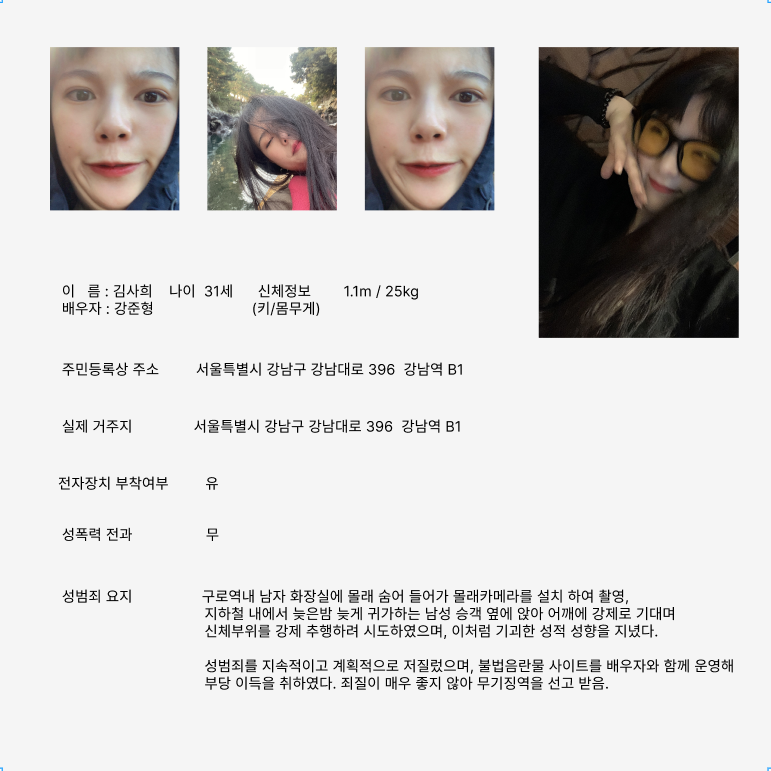 이 름 : 김사희 나이 31세 신체정보 1.1m / 25kg
배우자 : 강준형 (키/몸무게)
주민등록상 주소 서울특별시 강남구 강남대로 396 강남역 B1
실제 거주지 서울특별시 강남구 강남대로 396 강남역 B1
전자장치 부착여부 유
성폭력 전과 무
성범죄 요지 구로역내 남자 화장실에 몰래 숨어 들어가 몰래카메라를 설치 하여 촬영,
지하철 내에서 늦은밤 늦게 귀가하는 남성 승객 옆에 앉아 어깨에 강제로 기대며
신체부위를 강제 추행하려 시도하였으며, 이처럼 기괴한 성적 성향을 지녔다.
성범죄를 지속적이고 계획적으로 저질렀으며, 불법음란물 사이트를 배우자와 함께 운영해
부당 이득을 취하였다. 죄질이 매우 좋지 않아 무기징역을 선고 받음.